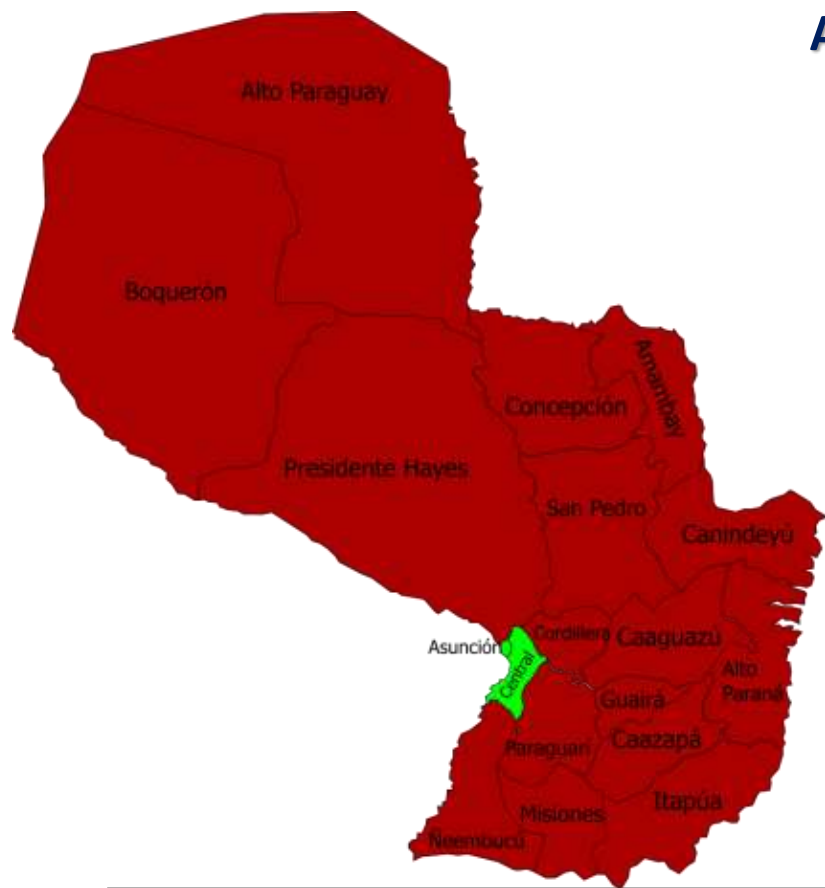 A
Alto Paraguay
Boquerón
Amambay
Concepción
Presidente Hayes
San Pedro
Canindeyú
Cordillera
Caaguazú
Asunción
Central
Alto
Paraná
Guairá
Caazapá
Paraguarí
Itapúa
Misiones
Ñeembucú